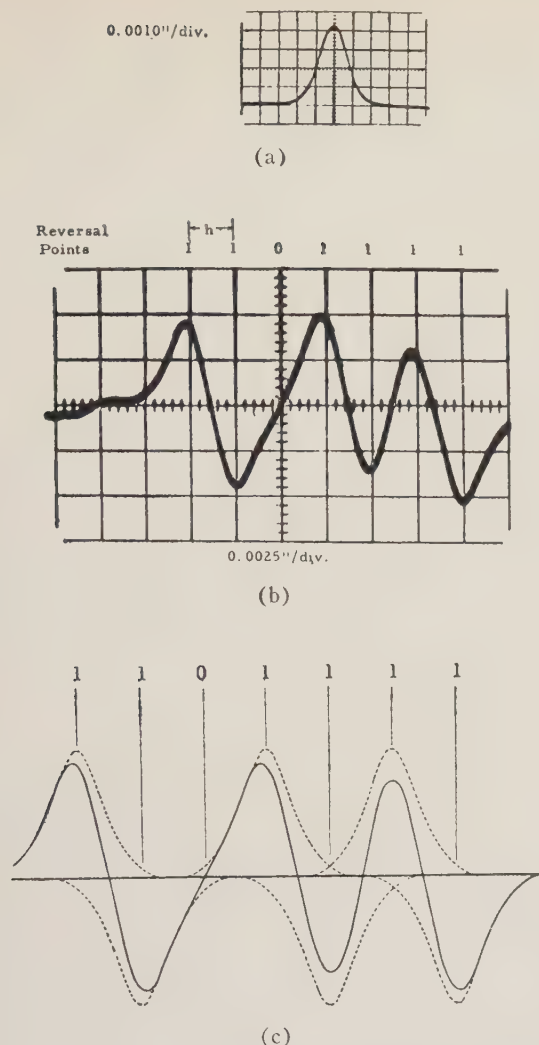 0.0010"/div.
(a)
Reversal Points h
1 1 0 1 1 1 1
0.0025"/div.
(b)
1 1 0 1 1 1 1
(c)